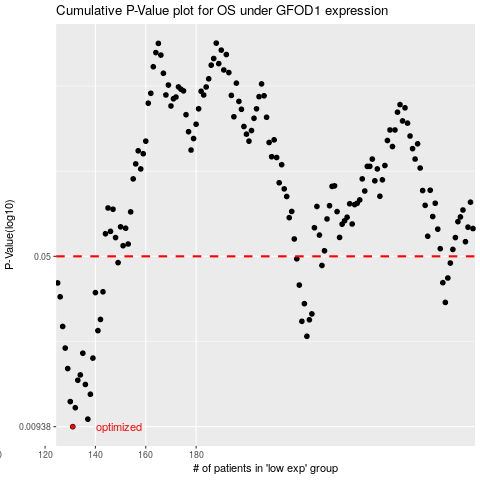 Cumulative P-Value plot for OS under GFOD1 expression
P-Value(log10)
0.05
0.00938
optimized
0
120
140
160
180
# of patients in 'low exp' group